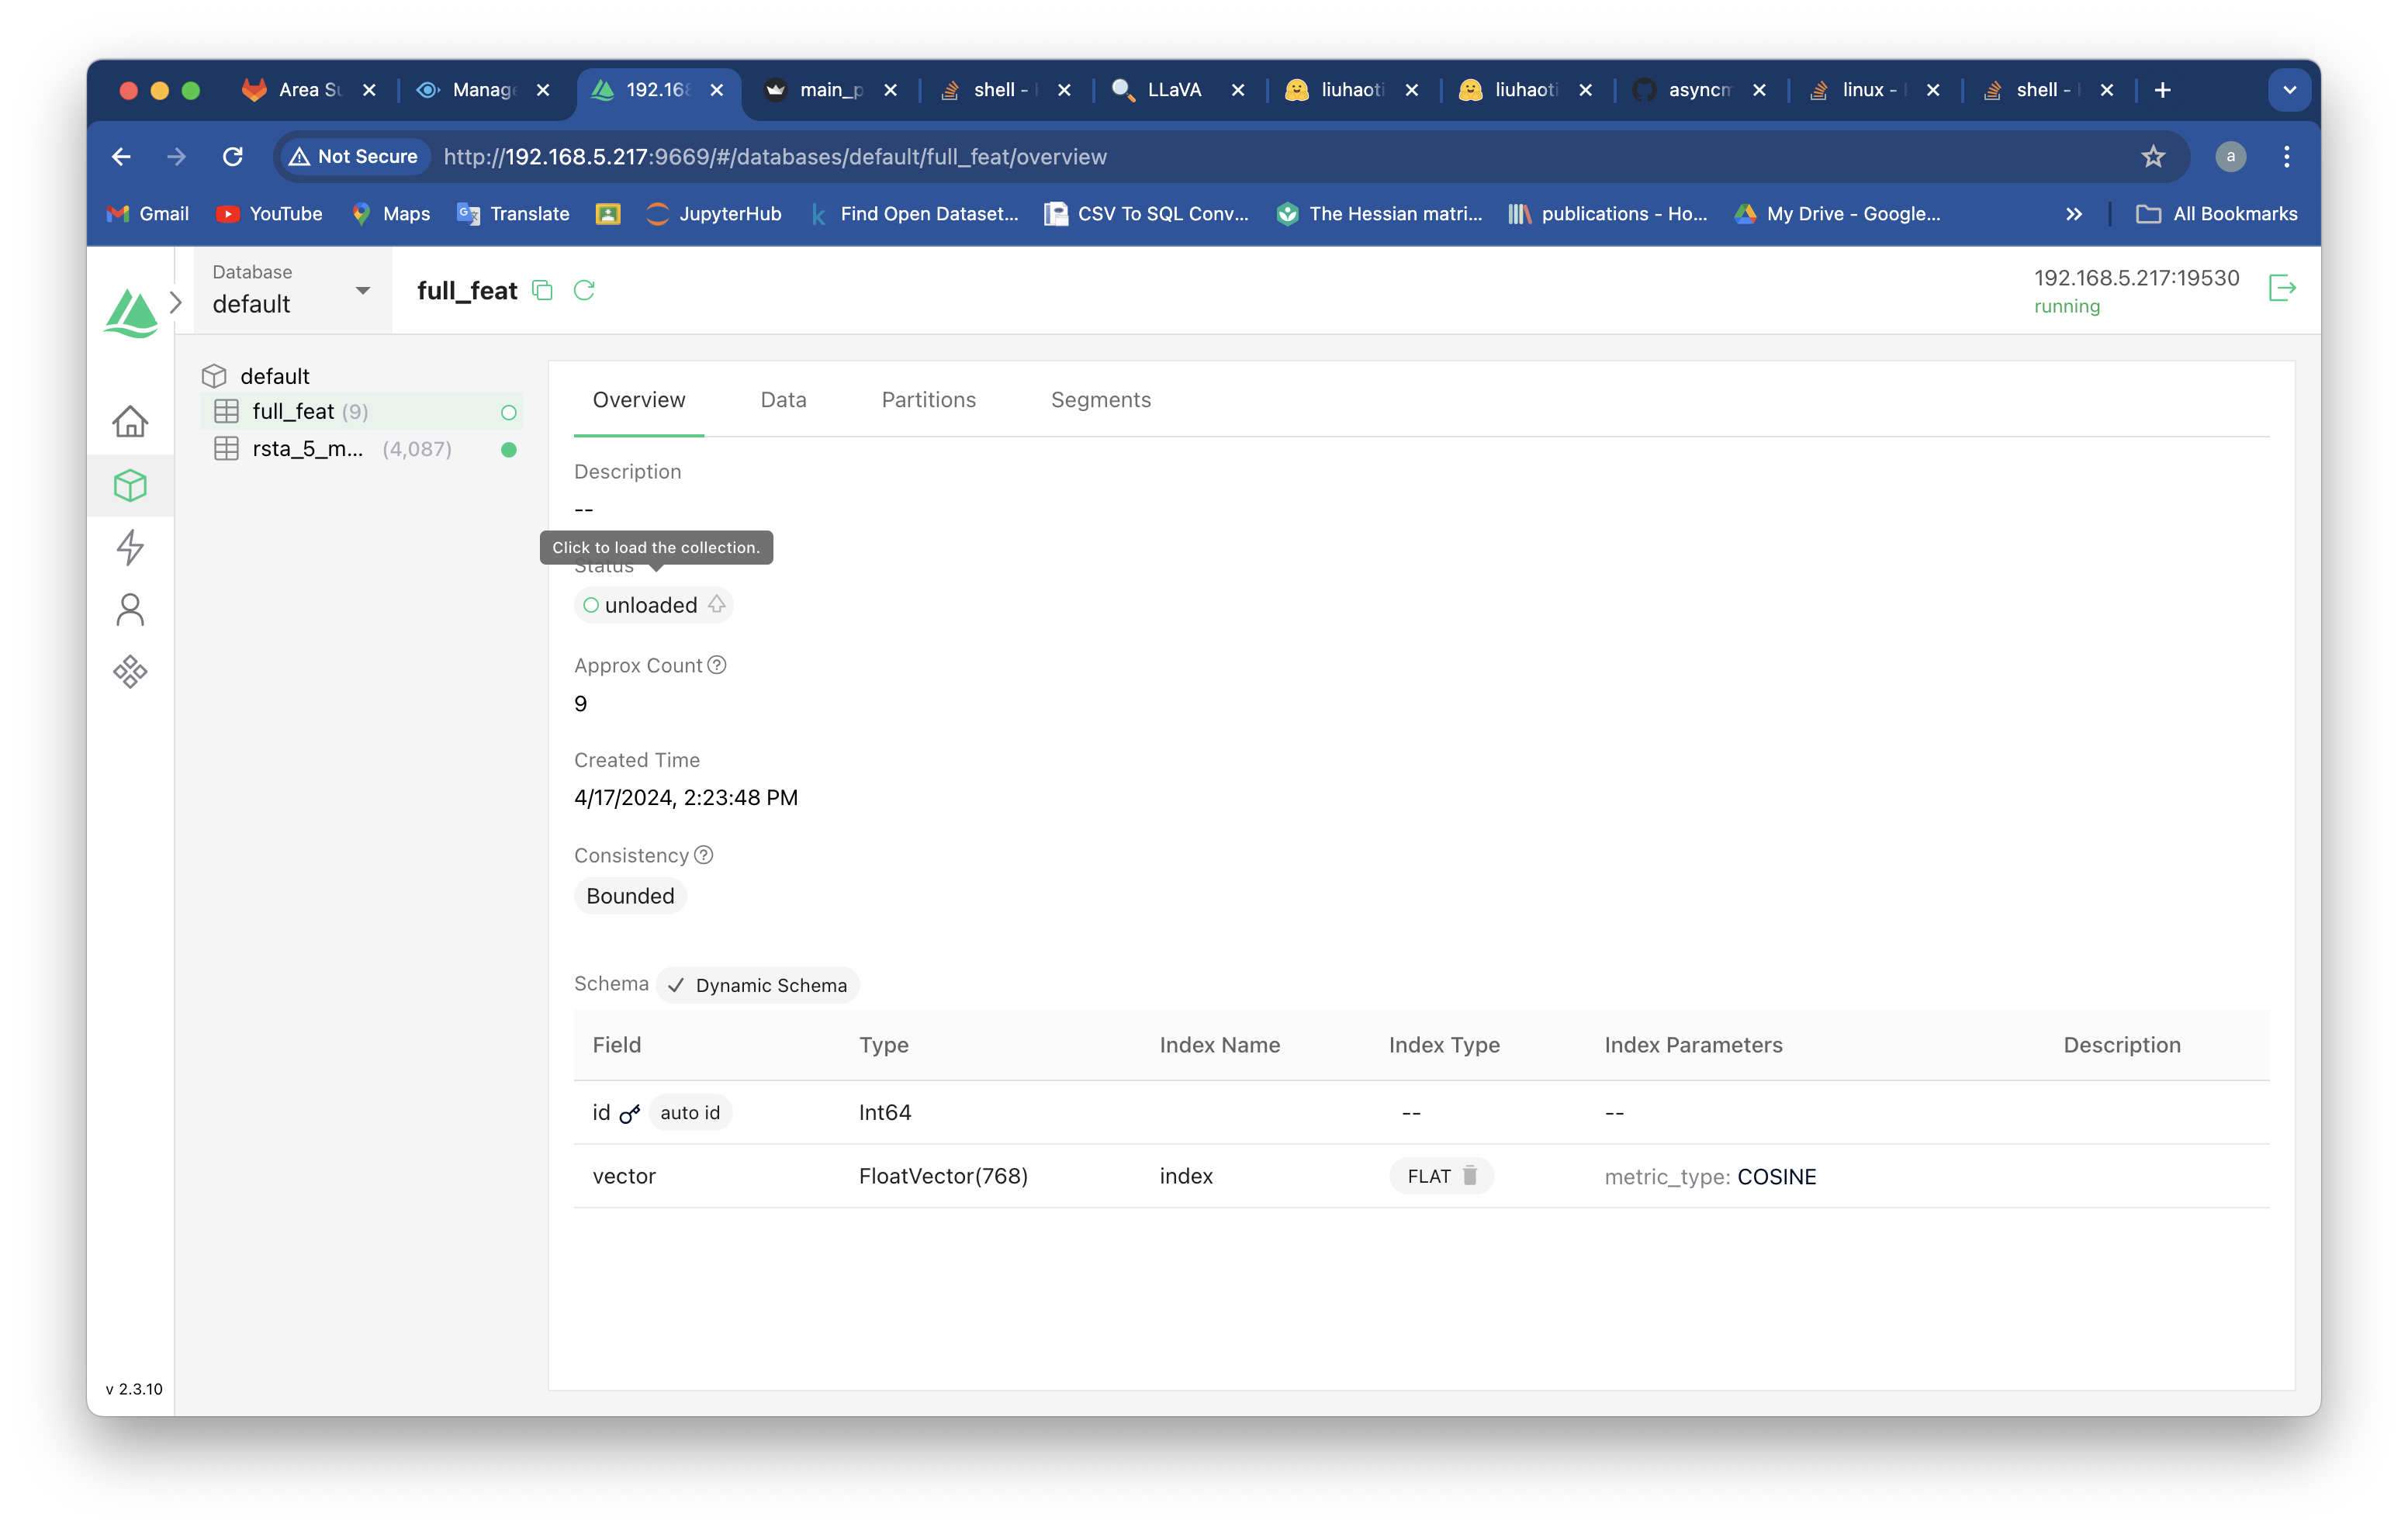 Area Su
Manage
192.168
main_p
shell -
LLaVA
liuhaoti
liuhaoti
asyncm
linux -
shell -
Not Secure
http://192.168.5.217:9669/#/databases/default/full_feat/overview
a
Gmail
YouTube
Maps
Translate
JupyterHub
Find Open Dataset...
CSV To SQL Conv...
The Hessian matri...
publications - Ho...
My Drive - Google...
All Bookmarks
Database
default
full_feat
192.168.5.217:19530
running
default
full_feat (9)
rsta_5_m... (4,087)
Overview
Data
Partitions
Segments
Description
--
Click to load the collection.
Status
unloaded
Approx Count
9
Created Time
4/17/2024, 2:23:48 PM
Consistency
Bounded
Schema Dynamic Schema
Field Type Index Name Index Type Index Parameters Description
id auto id Int64 -- --
vector FloatVector(768) index FLAT metric_type: COSINE
v 2.3.10